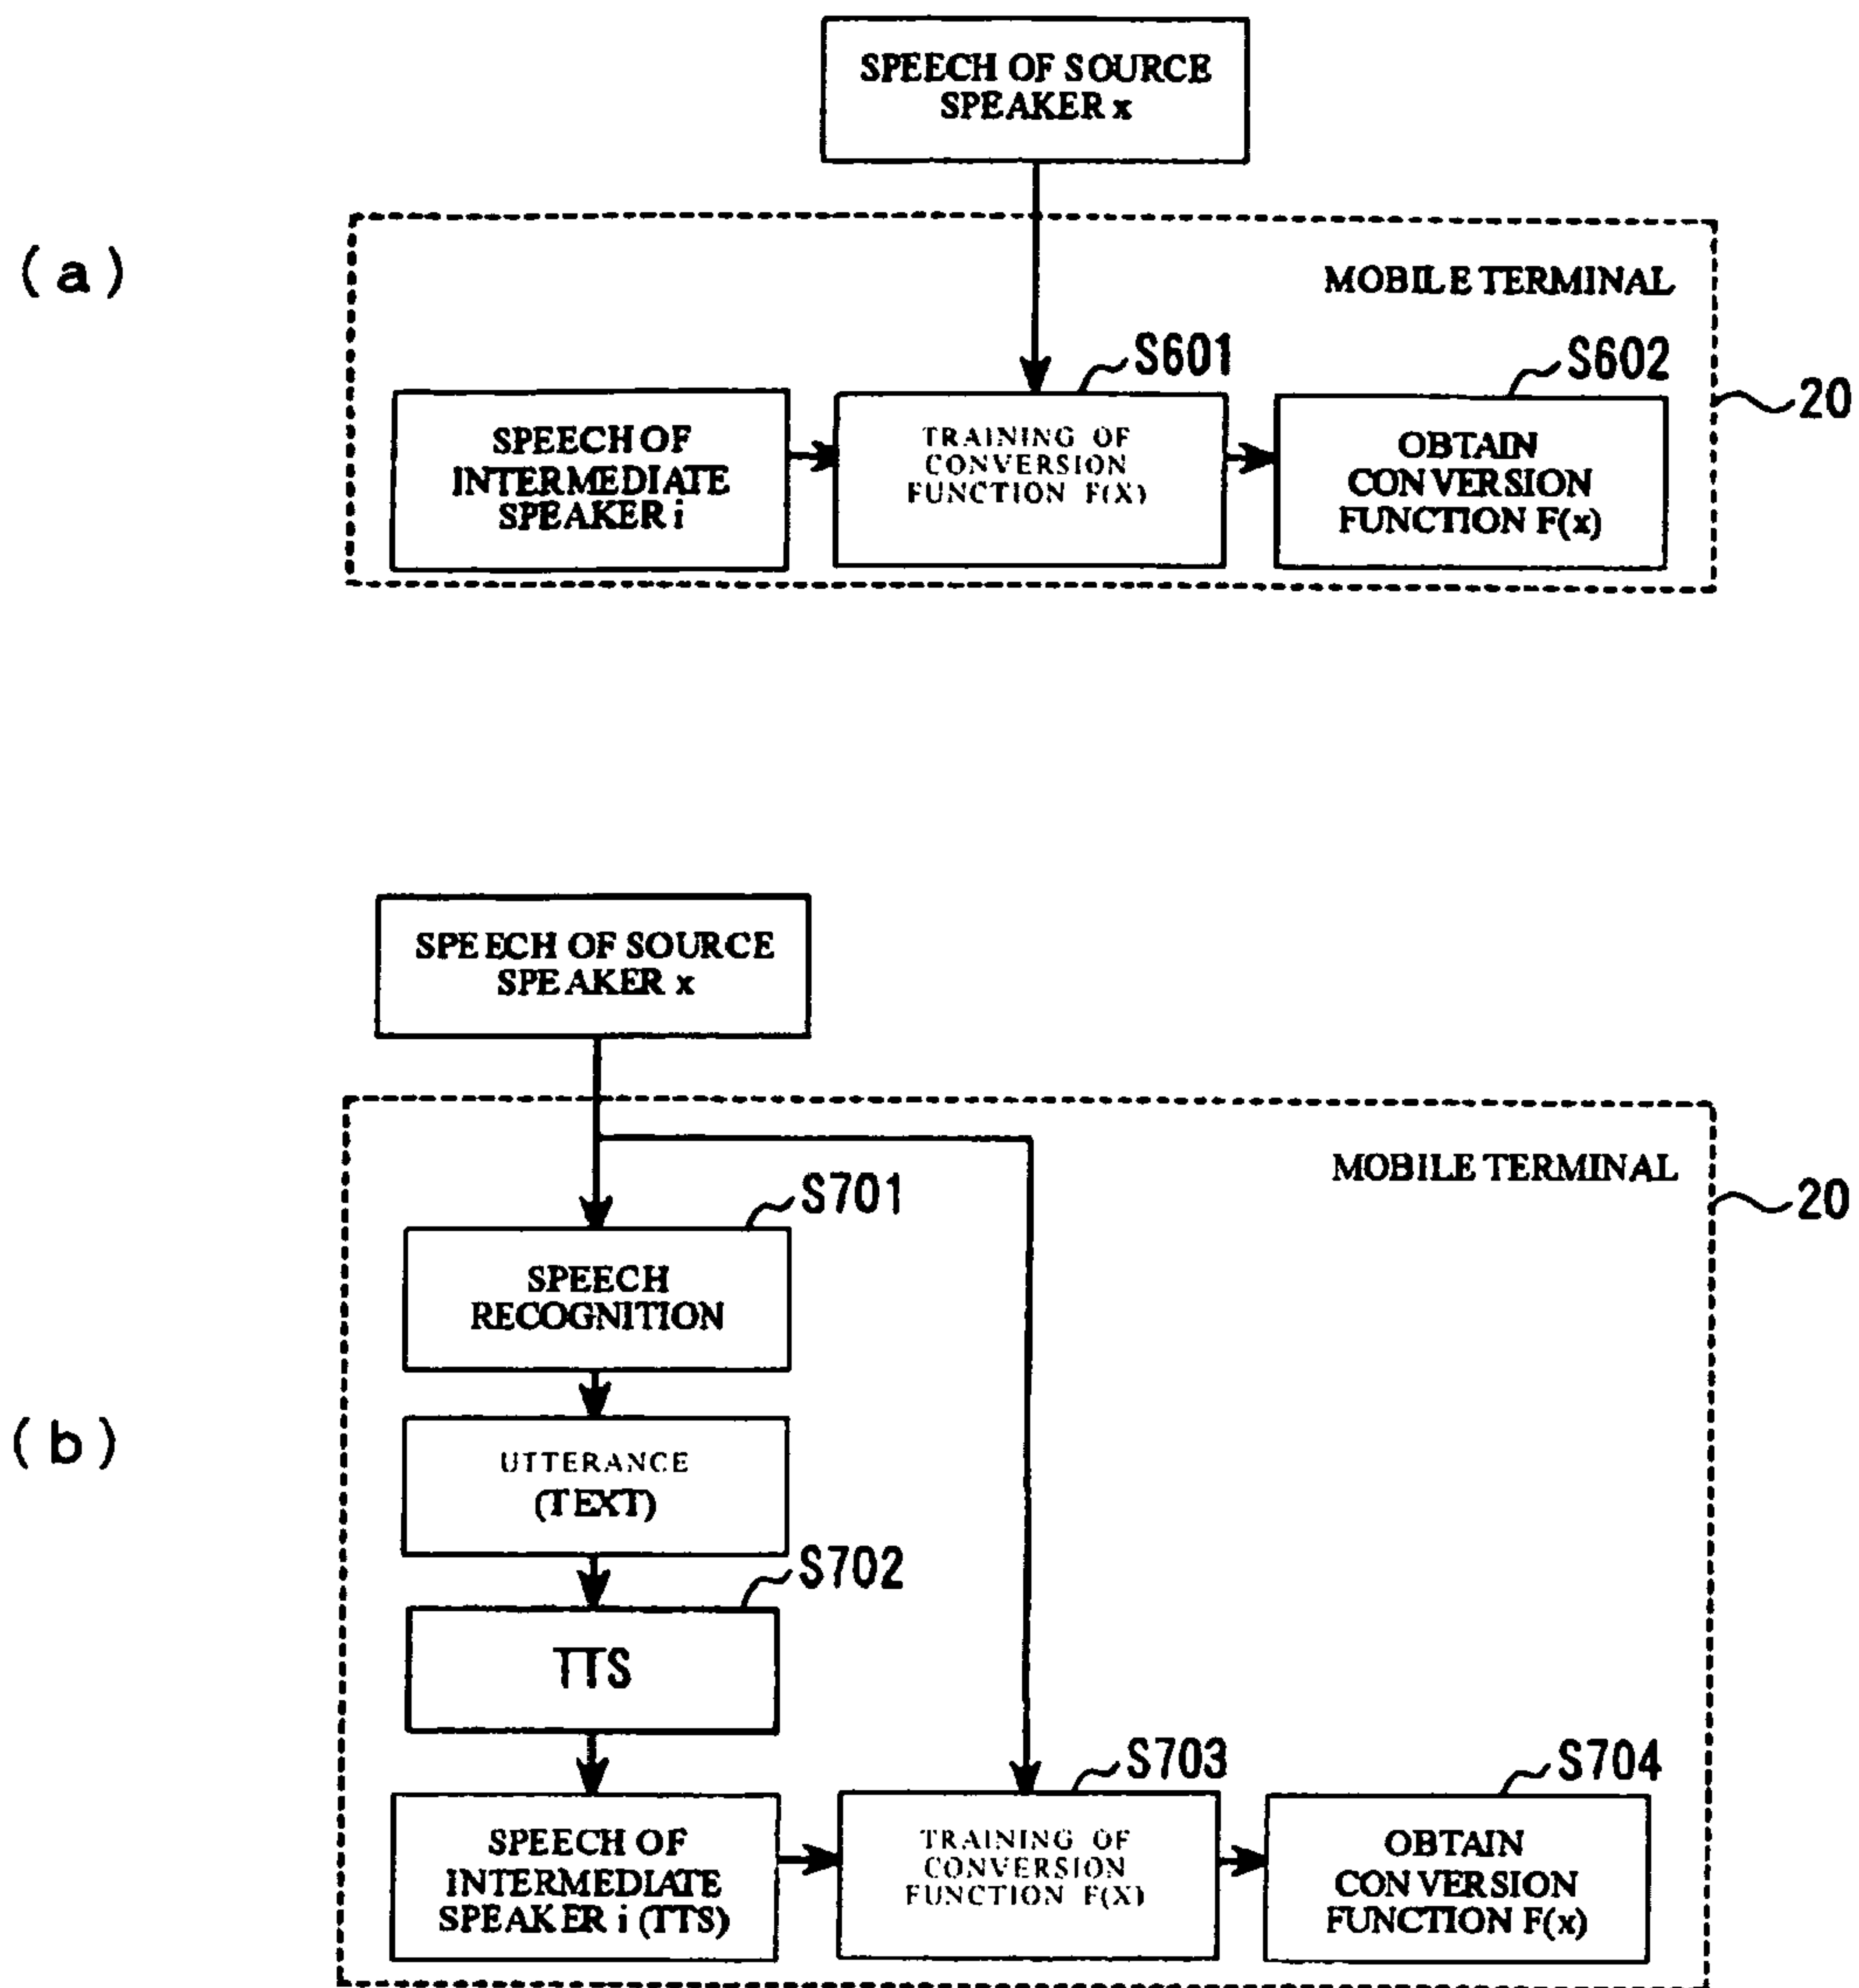 SPEECH OF SOURCE
SPEAKER x
(a)
MOBILE TERMINAL
S601
S602
20
SPEECH OF
INTERMEDIATE
SPEAKER i
TRAINING OF
CONVERSION
FUNCTION F(X)
OBTAIN
CONVERSION
FUNCTION F(x)
SPEECH OF SOURCE
SPEAKER x
MOBILE TERMINAL
S701
20
SPEECH
RECOGNITION
(b)
UTTERANCE
(TEXT)
S702
TTS
S703
S704
SPEECH OF
INTERMEDIATE
SPEAKER i (TTS)
TRAINING OF
CONVERSION
FUNCTION F(X)
OBTAIN
CONVERSION
FUNCTION F(x)